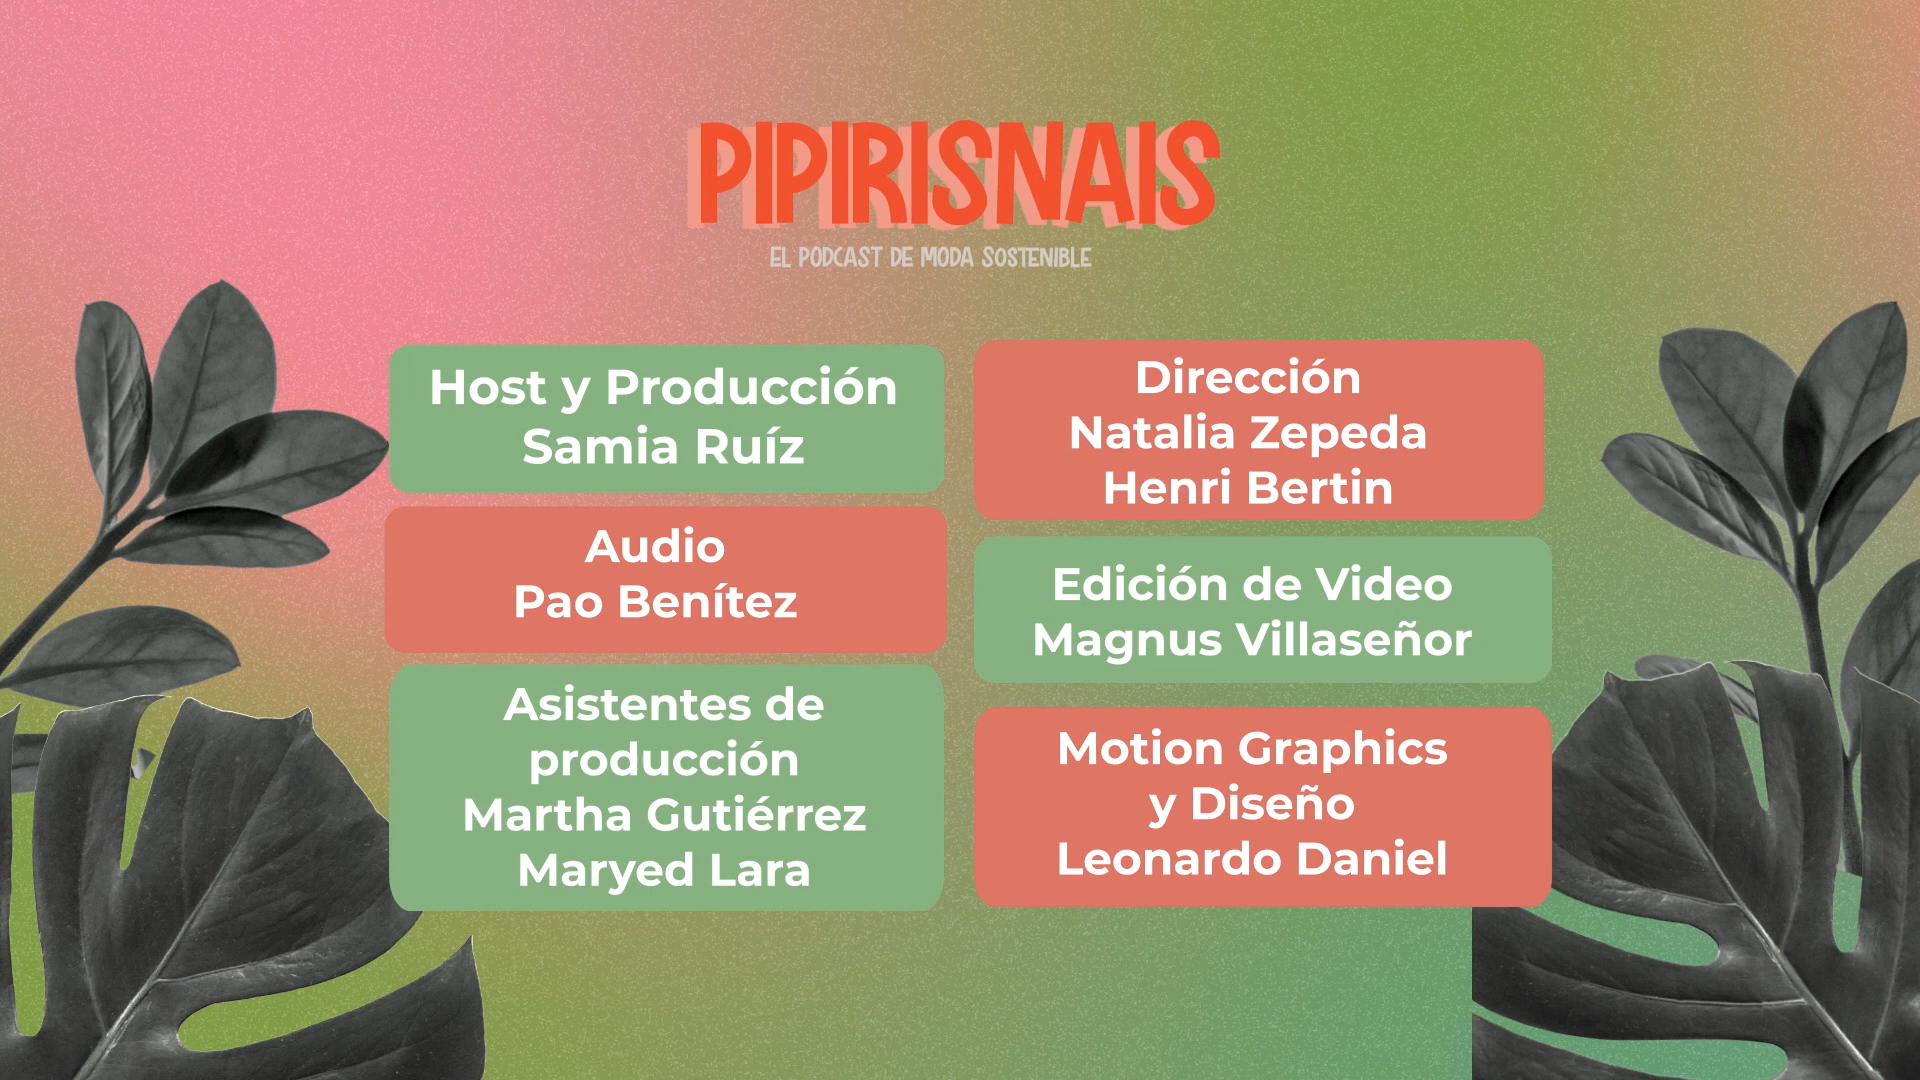 PIPIRISNAIS
EL PODCAST DE MODA SOSTENIBLE
Host y Producción
Samia Ruíz
Audio
Pao Benítez
Asistentes de
producción
Martha Gutiérrez
Maryed Lara
Dirección
Natalia Zepeda
Henri Bertin
Edición de Video
Magnus Villaseñor
Motion Graphics
y Diseño
Leonardo Daniel